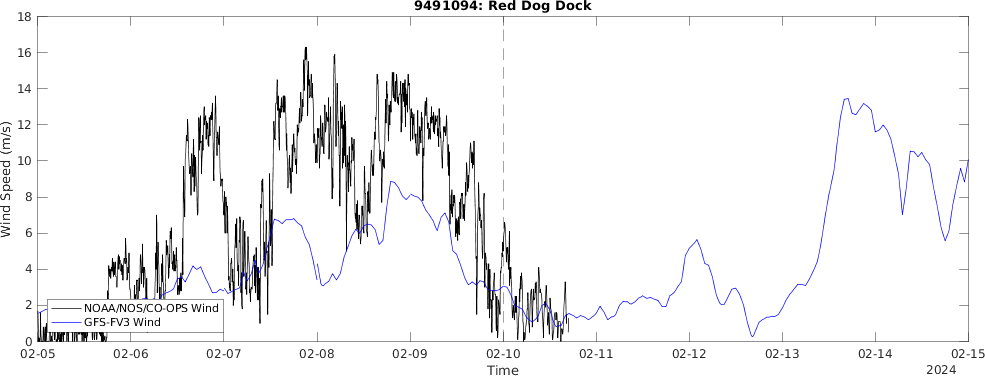 9491094: Red Dog Dock
18
16
14
12
10
8
6
4
2
0
Wind Speed (m/s)
NOAA/NOS/CO-OPS Wind
GFS-FV3 Wind
02-05 02-06 02-07 02-08 02-09 02-10 02-11 02-12 02-13 02-14 02-15
Time
2024